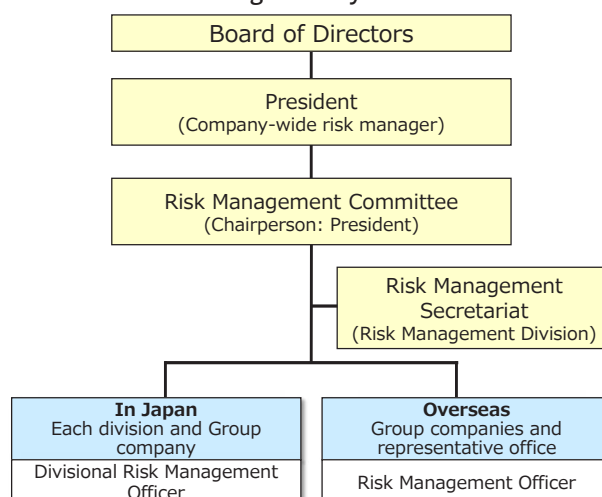 Board of Directors
President
(Company-wide risk manager)
Risk Management Committee
(Chairperson: President)
Risk Management
Secretariat
(Risk Management Division)
In Japan
Each division and Group
company
Divisional Risk Management
Officer
Overseas
Group companies and
representative office
Risk Management Officer